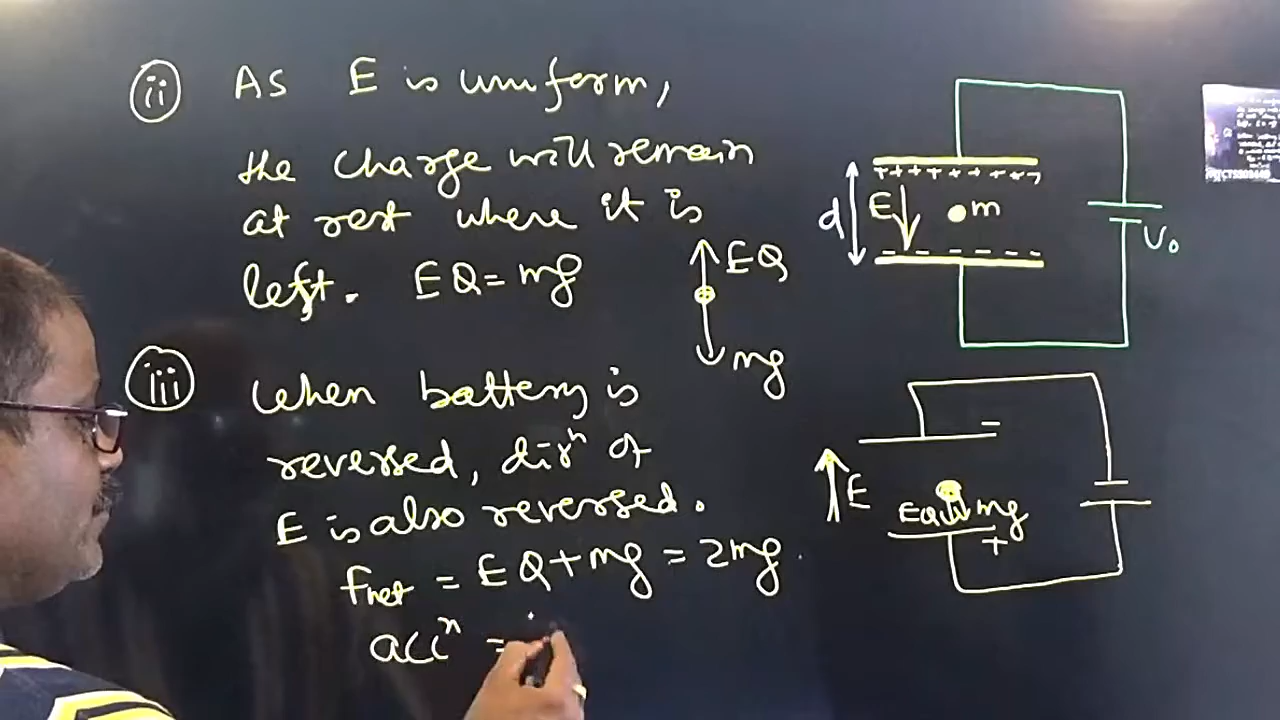 (ii) As E is uniform,
the charge will remain
at rest where it is
left. EQ = mg
EQ
mg
(iii) When battery is
reversed, dirⁿ of
E is also reversed.
Fnet = EQ + mg = 2mg.
accⁿ =
+ + + + + + + +
d E m
- - - - - - -
V₀
-
E EQ mg
+